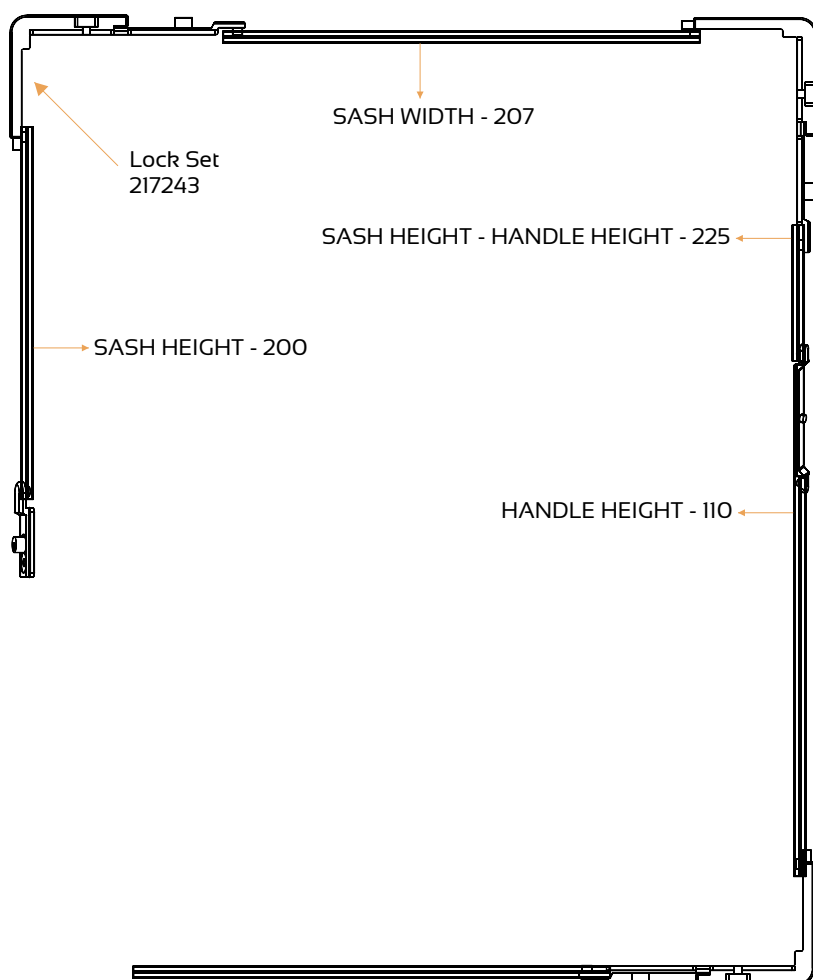 SASH WIDTH - 207
Lock Set
217243
SASH HEIGHT - HANDLE HEIGHT - 225
SASH HEIGHT - 200
HANDLE HEIGHT - 110